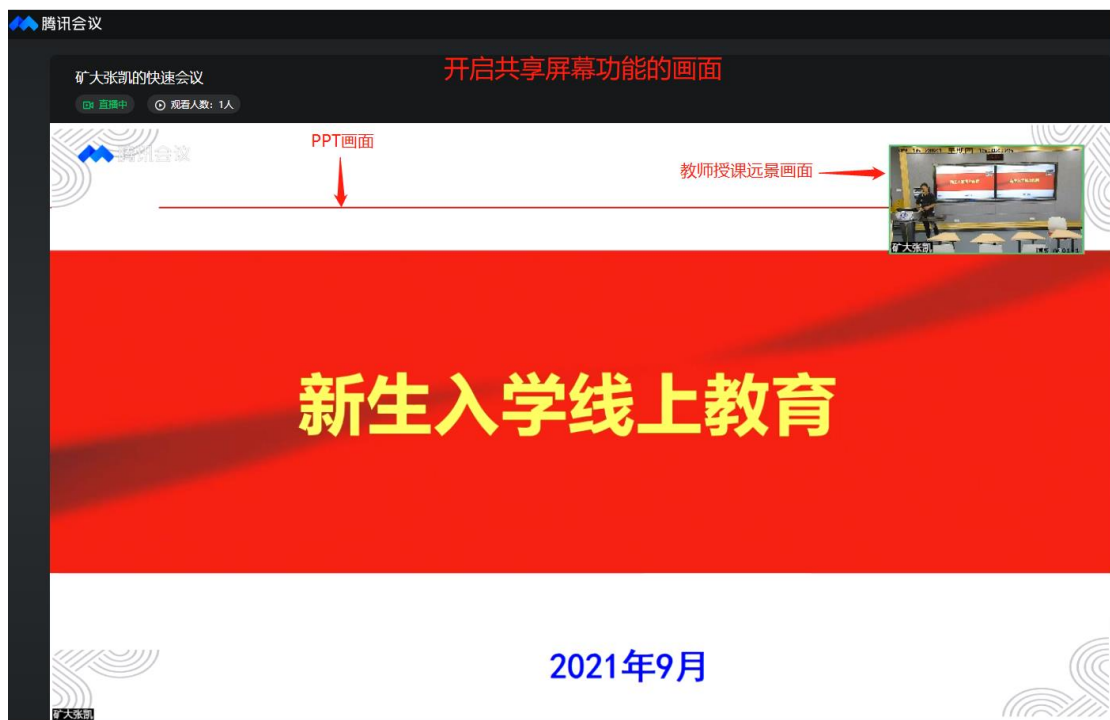 腾讯会议
开启共享屏幕功能的画面
矿大张凯的快速会议
直播中
观看人数：1人
PPT画面
腾讯会议
教师授课远景画面
矿大张凯
新生入学线上教育
2021年9月
矿大张凯